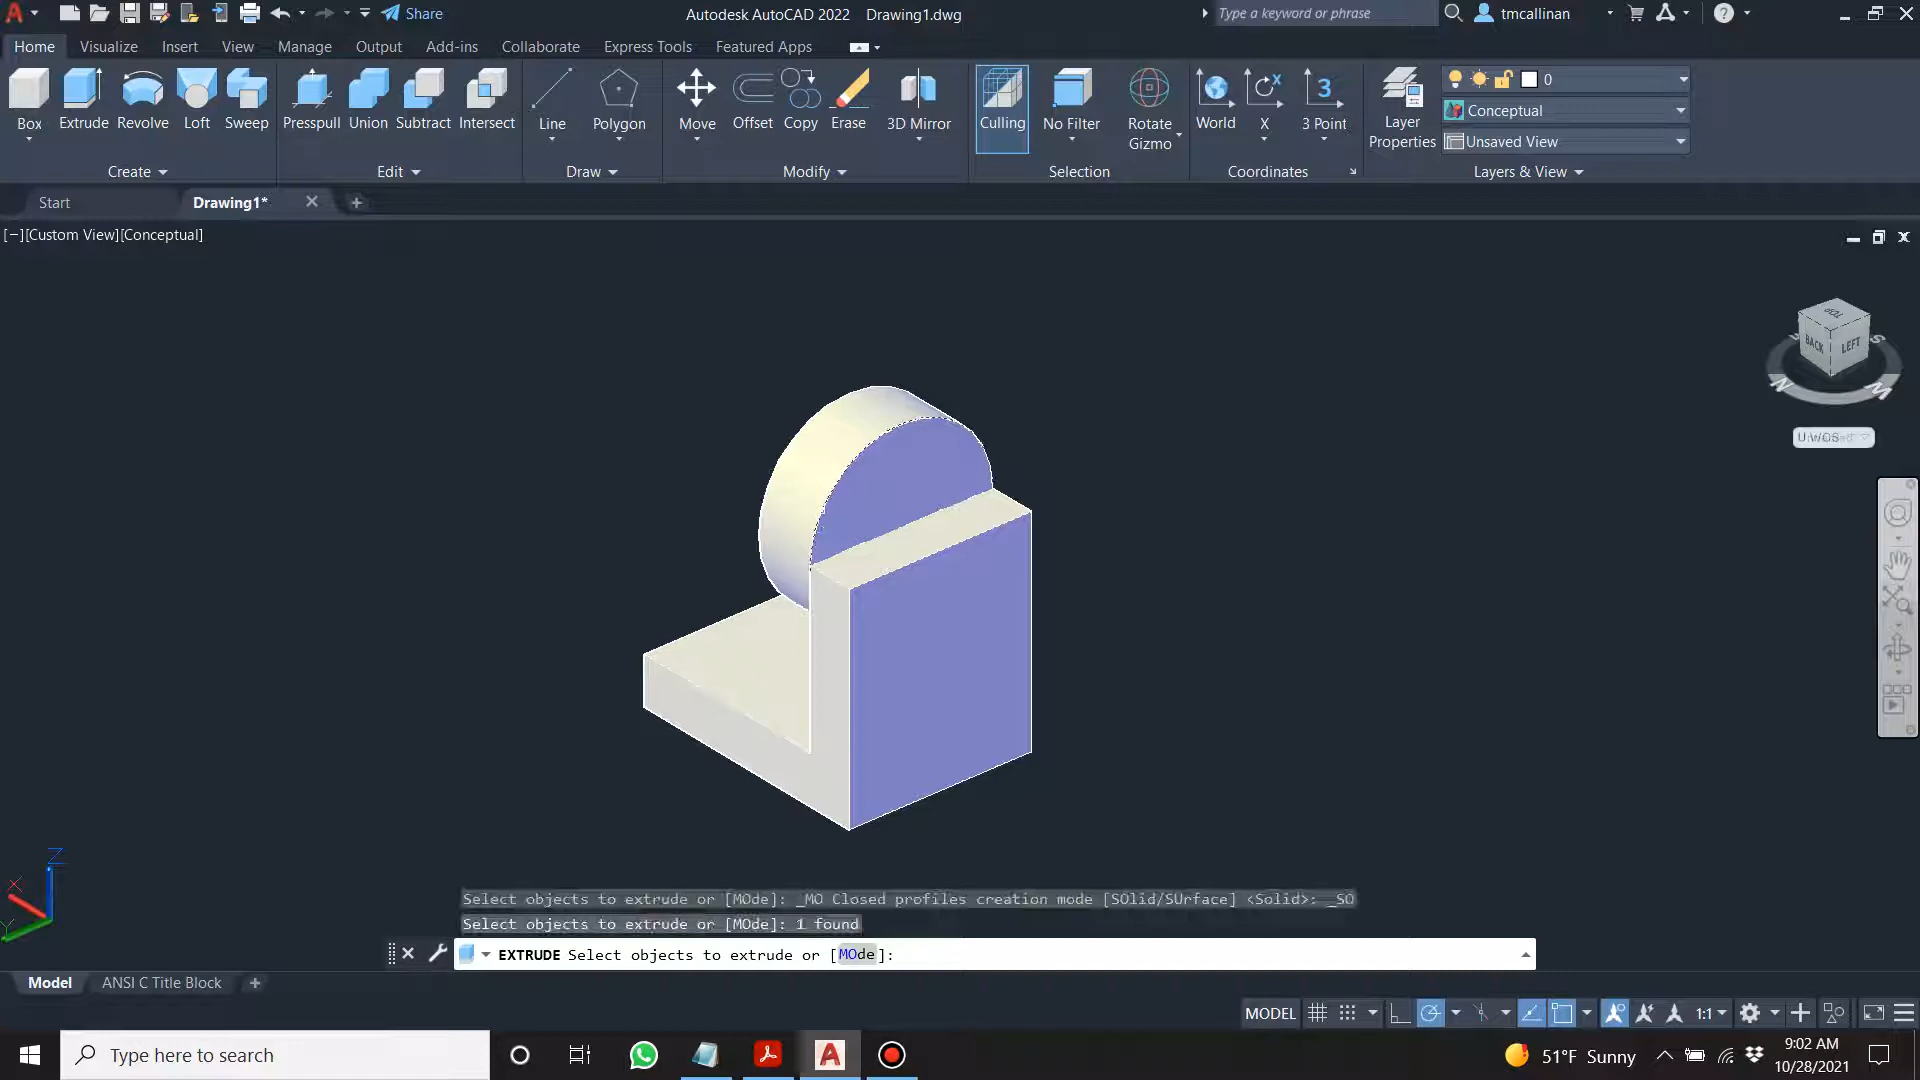 Share
Autodesk AutoCAD 2022 Drawing1.dwg
Type a keyword or phrase
tmcallinan
Home Visualize Insert View Manage Output Add-ins Collaborate Express Tools Featured Apps
Box Extrude Revolve Loft Sweep
Presspull Union Subtract Intersect
Line Polygon
Move Offset Copy Erase 3D Mirror
Culling No Filter Rotate
Gizmo
World X 3 Point
Layer
Properties
0
Conceptual
Unsaved View
Create Edit Draw Modify Selection Coordinates Layers & View
Start Drawing1*
[−][Custom View][Conceptual]
TOP
BACK LEFT
N S
Z
X
Y
Select objects to extrude or [MOde]: _MO Closed profiles creation mode [SOlid/SUrface] <Solid>: _SO
Select objects to extrude or [MOde]: 1 found
EXTRUDE Select objects to extrude or [MOde]:
Model ANSI C Title Block
MODEL 1:1
Type here to search
51°F Sunny
9:02 AM
10/28/2021